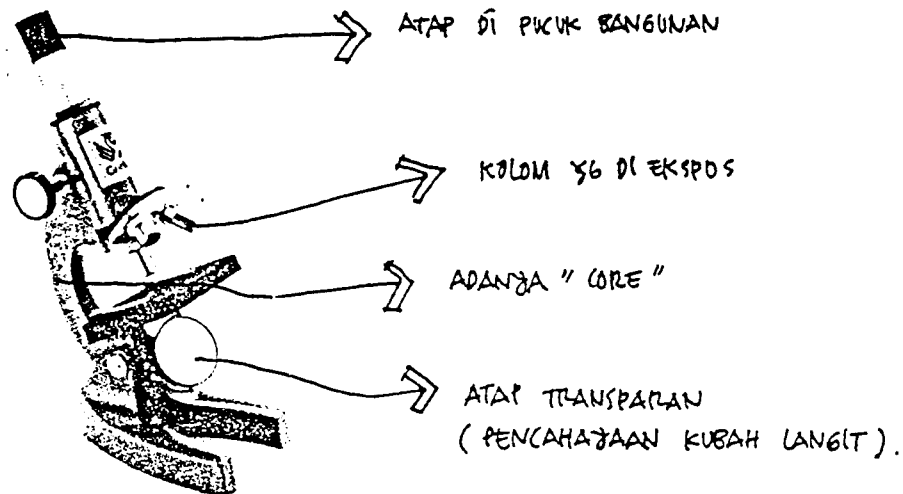 ATAP DI PUCUK BANGUNAN
KOLOM YG DI EKSPOS
ADANYA "CORE"
ATAP TRANSPARAN
(PENCAHAYAAN KUBAH LANGIT).